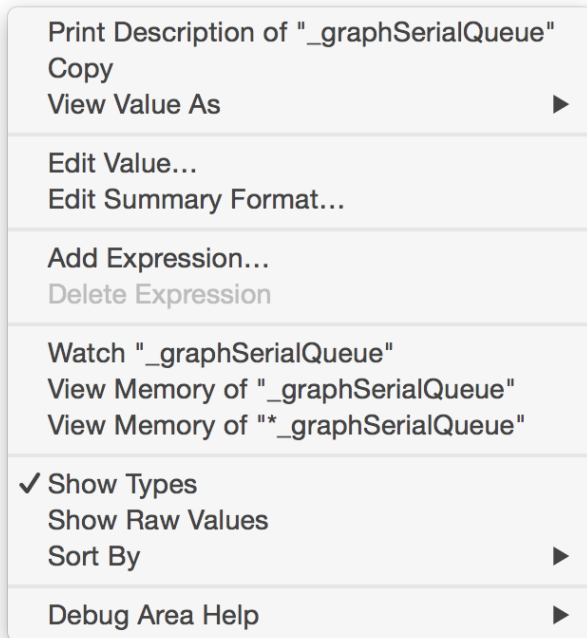 Print Description of "_graphSerialQueue"
Copy
View Value As
Edit Value...
Edit Summary Format...
Add Expression...
Delete Expression
Watch "_graphSerialQueue"
View Memory of "_graphSerialQueue"
View Memory of "*_graphSerialQueue"
✓ Show Types
Show Raw Values
Sort By
Debug Area Help